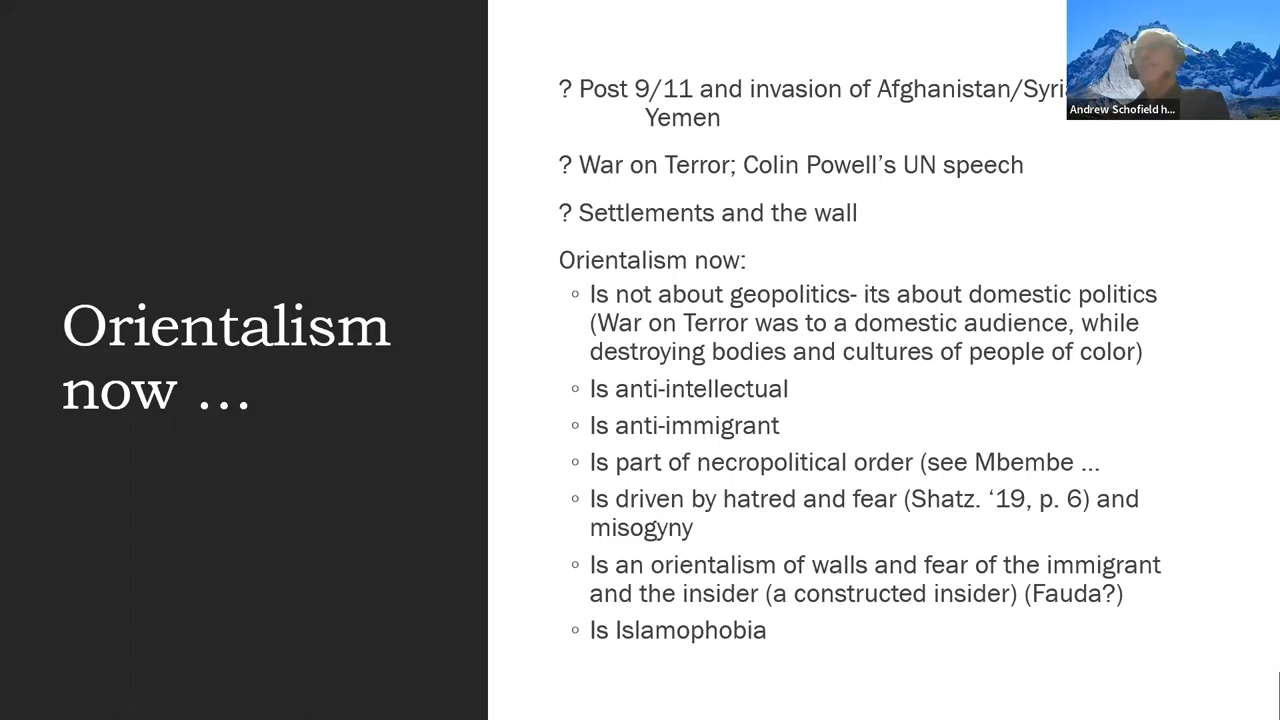 Orientalism
now …
? Post 9/11 and invasion of Afghanistan/Syri
Yemen
? War on Terror; Colin Powell’s UN speech
? Settlements and the wall
Orientalism now:
◦ Is not about geopolitics- its about domestic politics
(War on Terror was to a domestic audience, while
destroying bodies and cultures of people of color)
◦ Is anti-intellectual
◦ Is anti-immigrant
◦ Is part of necropolitical order (see Mbembe …
◦ Is driven by hatred and fear (Shatz. ‘19, p. 6) and
misogyny
◦ Is an orientalism of walls and fear of the immigrant
and the insider (a constructed insider) (Fauda?)
◦ Is Islamophobia
Andrew Schofield h...